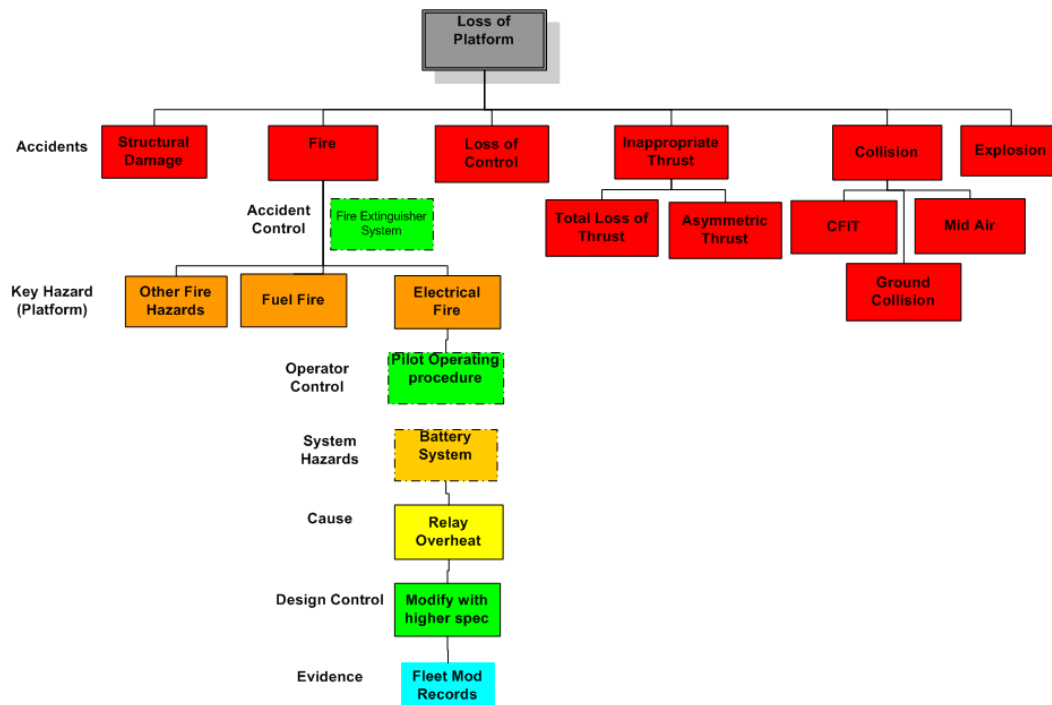 Loss of
Platform
Accidents
Structural
Damage
Fire
Loss of
Control
Inappropriate
Thrust
Collision
Explosion
Accident
Control
Fire Extinguisher
System
Total Loss of
Thrust
Asymmetric
Thrust
CFIT
Mid Air
Ground
Collision
Key Hazard
(Platform)
Other Fire
Hazards
Fuel Fire
Electrical
Fire
Operator
Control
Pilot Operating
procedure
System
Hazards
Battery
System
Cause
Relay
Overheat
Design Control
Modify with
higher spec
Evidence
Fleet Mod
Records